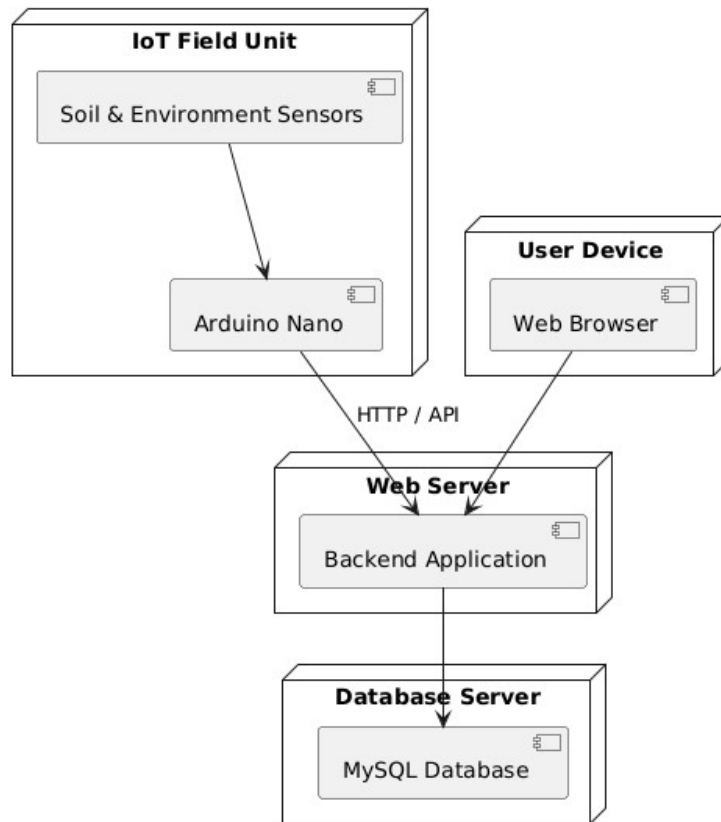 IoT Field Unit
Soil & Environment Sensors
Arduino Nano
User Device
Web Browser
HTTP / API
Web Server
Backend Application
Database Server
MySQL Database